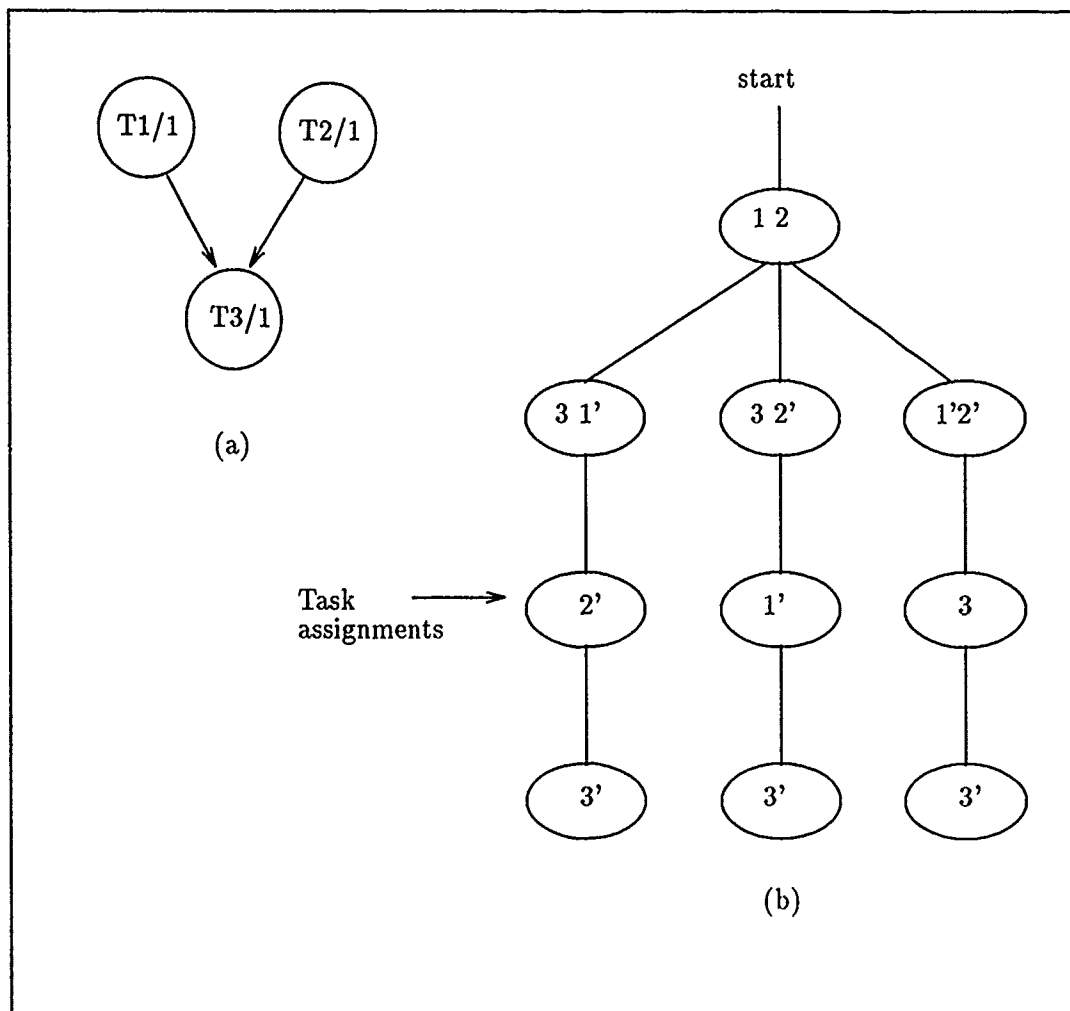 T1/1
T2/1
T3/1
(a)
start
1 2
3 1'
3 2'
1'2'
Task
assignments
2'
1'
3
3'
3'
3'
(b)